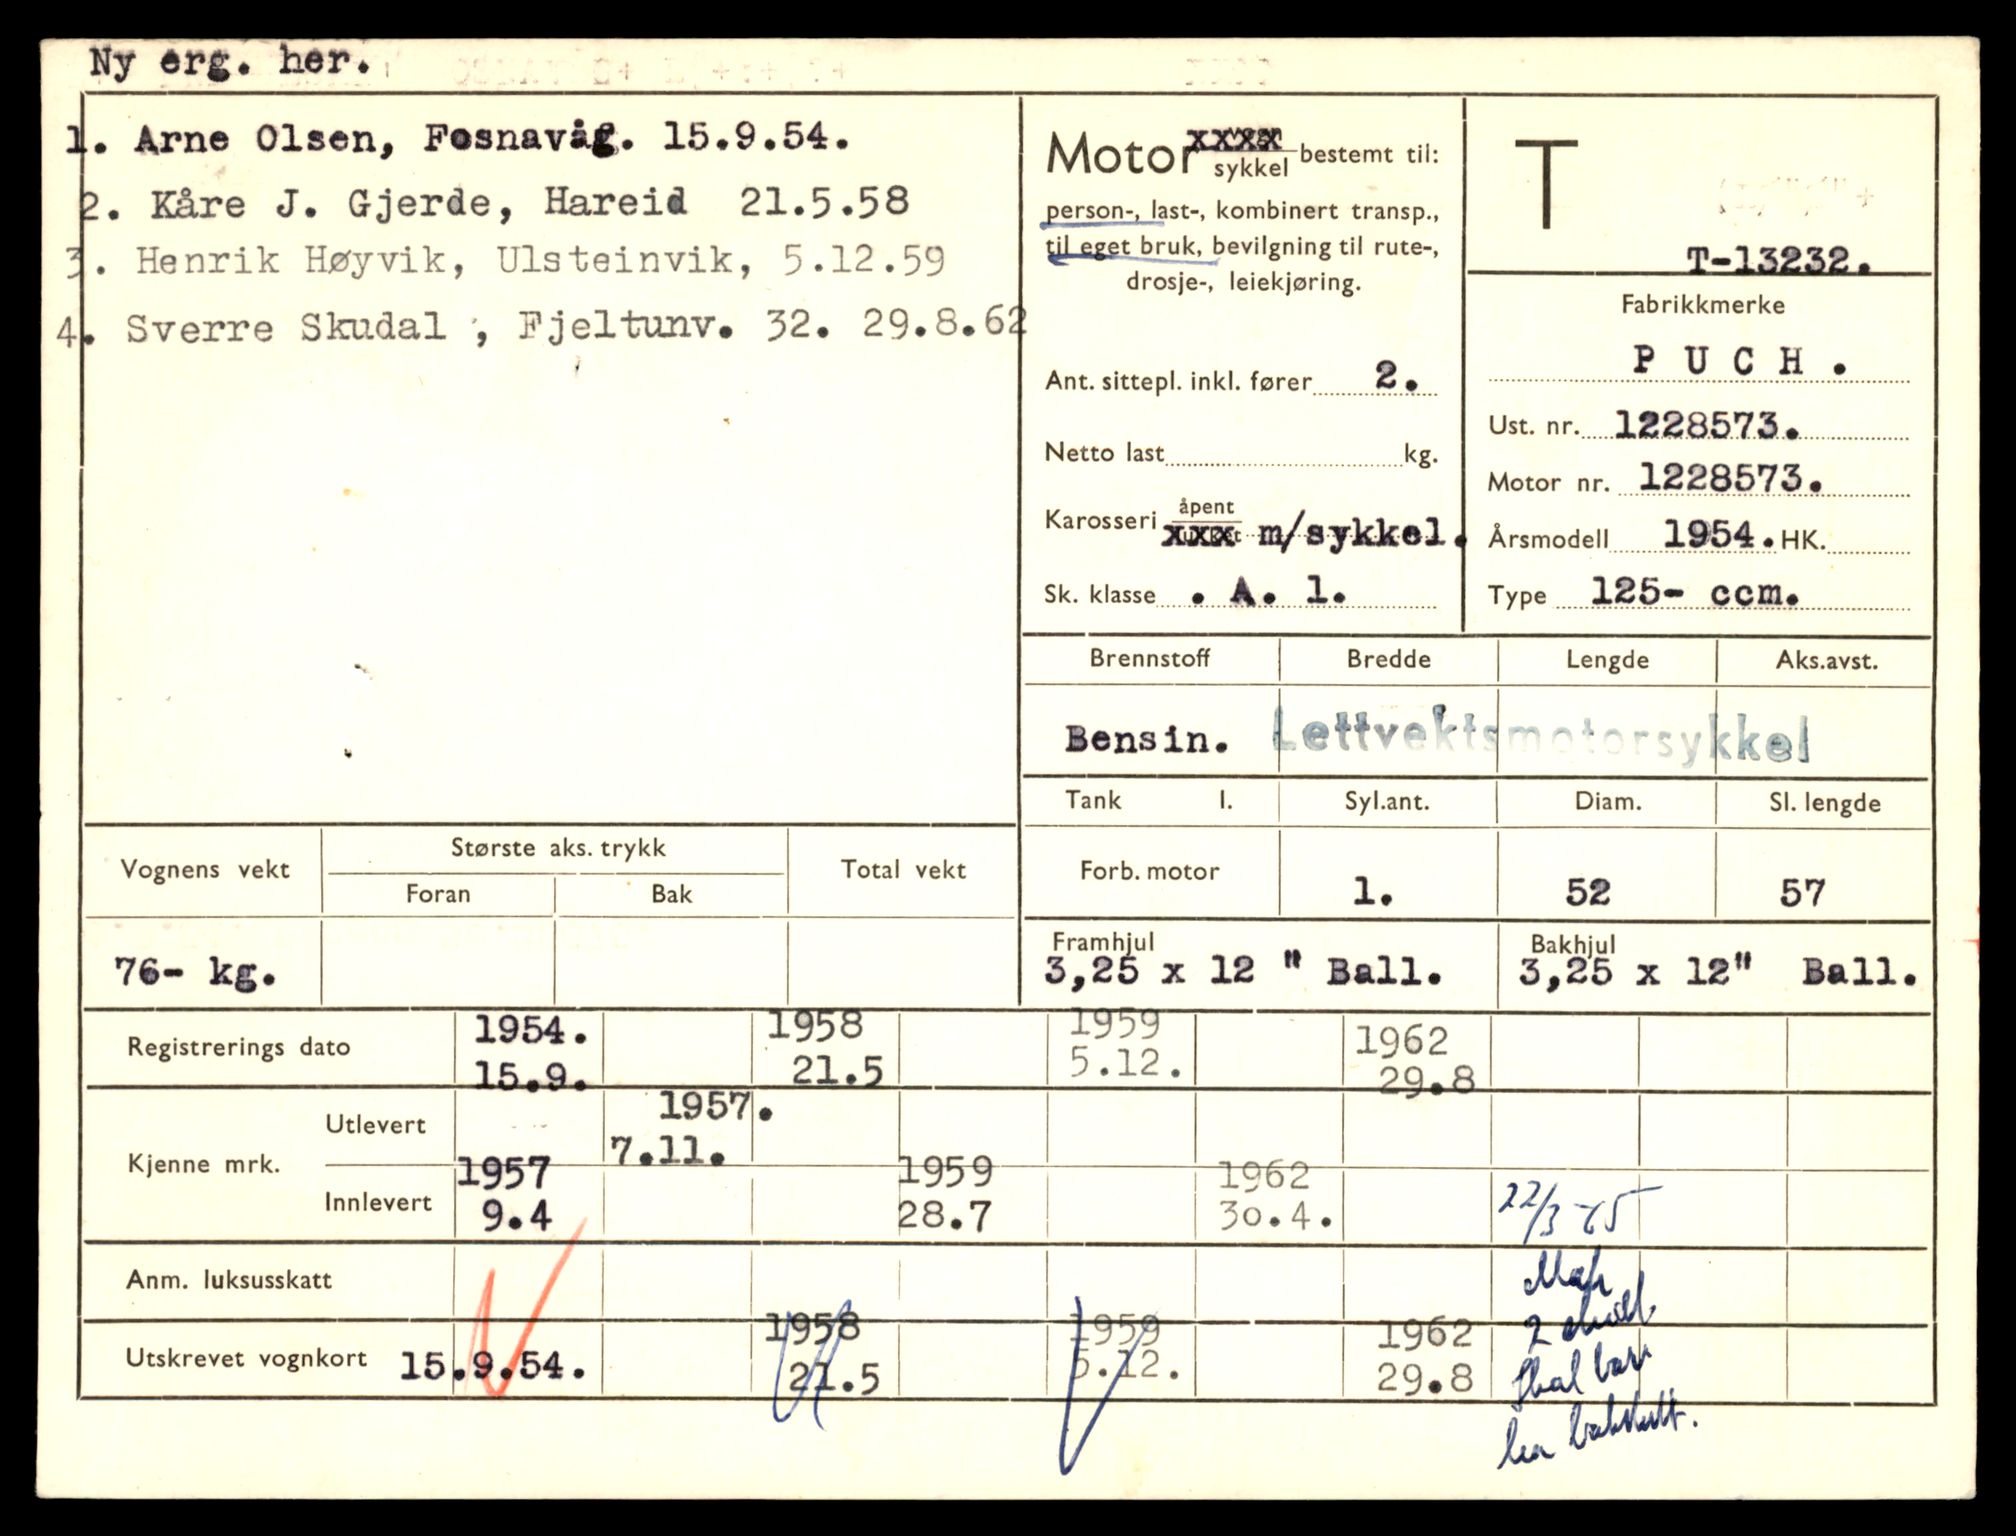 Ny erg. her.
1. Arne Olsen, Fosnavåg. 15.9.54.
2. Kåre J. Gjerde, Hareid 21.5.58
3. Henrik Høyvik, Ulsteinvik, 5.12.59
4. Sverre Skudal , Fjeltunv. 32. 29.8.62
Motor xxxx sykkel bestemt til:
person-, last-, kombinert transp.,
til eget bruk, bevilgning til rute-,
drosje-, leiekjøring.
Ant. sittepl. inkl. fører 2.
Netto last kg.
Karosseri åpent xxx m/sykkel.
Sk. klasse . A. 1.
T
T-13232.
Fabrikkmerke
P U C H .
Ust. nr. 1228573.
Motor nr. 1228573.
Årsmodell 1954. HK.
Type 125- ccm.
Brennstoff Bredde Lengde Aks.avst.
Bensin. Lettvektsmotorsykkel
Tank l. Syl.ant. Diam. Sl. lengde
Forb. motor 1. 52 57
Framhjul Bakhjul
3,25 x 12 " Ball. 3,25 x 12" Ball.
Vognens vekt Største aks. trykk Total vekt
Foran Bak
76- kg.
Registrerings dato 1954. 1958 1959 1962
15.9. 21.5 5.12. 29.8
Kjenne mrk.
Utlevert 1957.
7.11.
Innlevert 1957 1959 1962
9.4 28.7 30.4. 22/3-65
Anm. luksusskatt
Utskrevet vognkort 15.9.54. 1958 1959 1962
21.5 5.12. 29.8
2